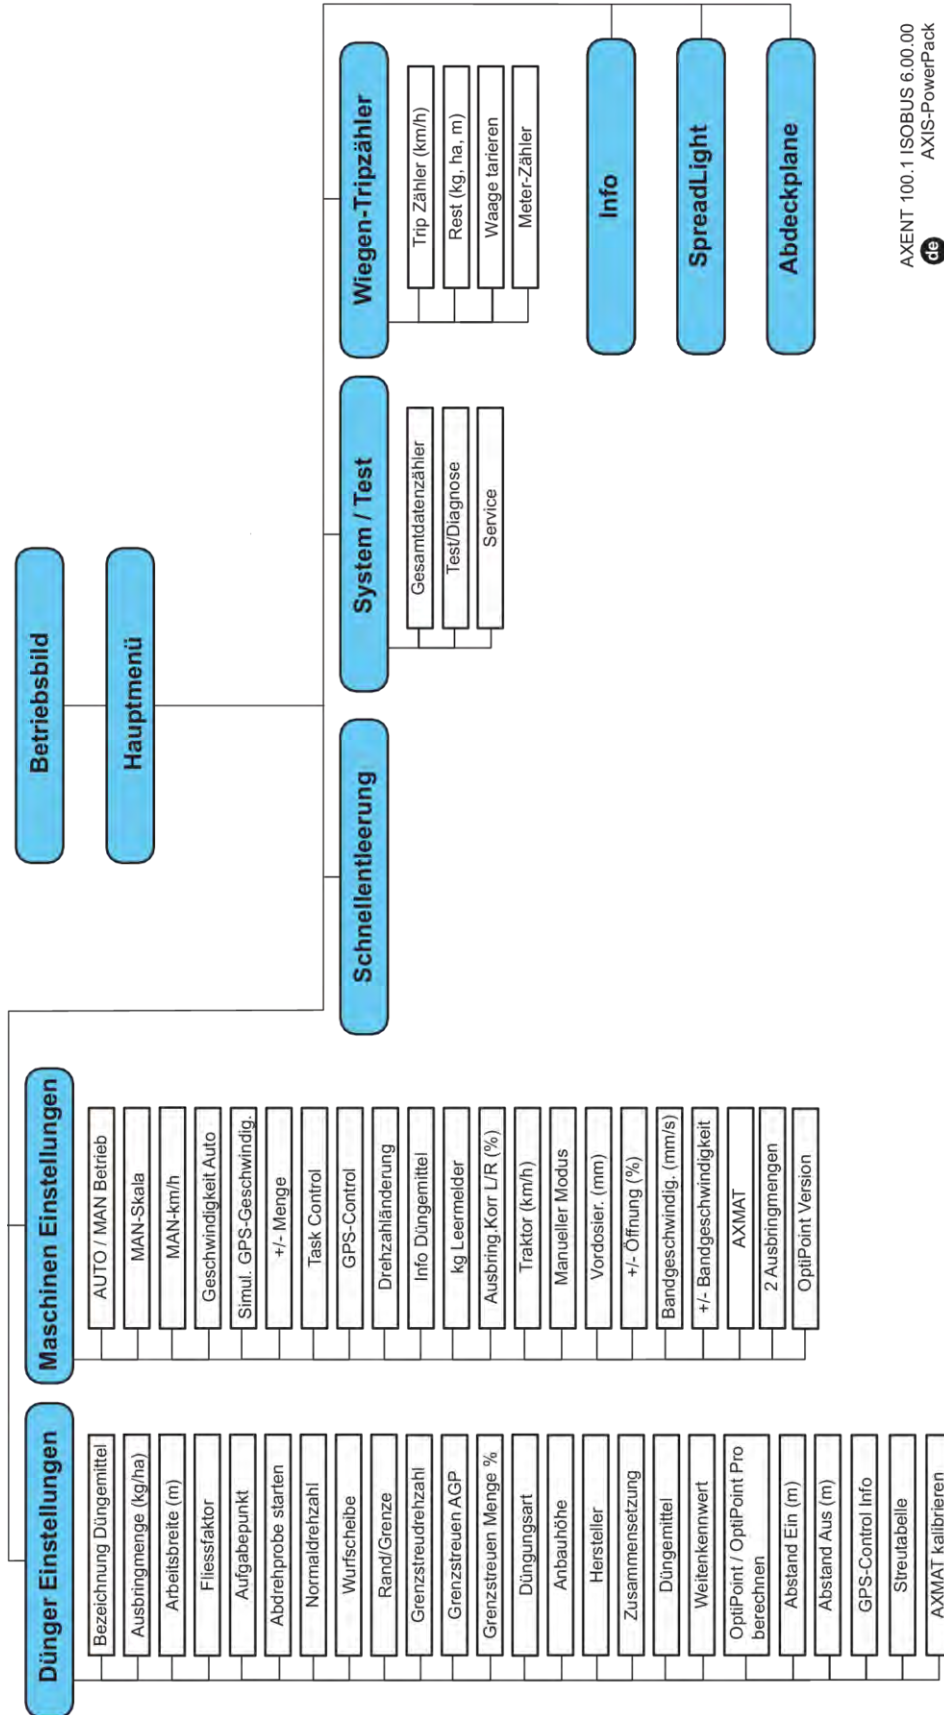 Betriebsbild
Hauptmenü
Dünger Einstellungen
Bezeichnung Düngemittel
Ausbringmenge (kg/ha)
Arbeitsbreite (m)
Fliessfaktor
Aufgabepunkt
Abdrehprobe starten
Normaldrehzahl
Wurfscheibe
Rand/Grenze
Grenzstreudrehzahl
Grenzstreuen AGP
Grenzstreuen Menge %
Düngungsart
Anbauhöhe
Hersteller
Zusammensetzung
Düngemittel
Weitenkennwert
OptiPoint / OptiPoint Pro
berechnen
Abstand Ein (m)
Abstand Aus (m)
GPS-Control Info
Streutabelle
AXMAT kalibrieren
Maschinen Einstellungen
AUTO / MAN Betrieb
MAN-Skala
MAN-km/h
Geschwindigkeit Auto
Simul. GPS-Geschwindig.
+/- Menge
Task Control
GPS-Control
Drehzahländerung
Info Düngemittel
kg Leermelder
Ausbring.Korr L/R (%)
Traktor (km/h)
Manueller Modus
Vordosier. (mm)
+/- Öffnung (%)
Bandgeschwindig. (mm/s)
+/- Bandgeschwindigkeit
AXMAT
2 Ausbringmengen
OptiPoint Version
Schnellentleerung
System / Test
Gesamtdatenzähler
Test/Diagnose
Service
Wiegen-Tripzähler
Trip Zähler (km/h)
Rest (kg, ha, m)
Waage tarieren
Meter-Zähler
Info
SpreadLight
Abdeckplane
AXENT 100.1 ISOBUS 6.00.00
de AXIS-PowerPack